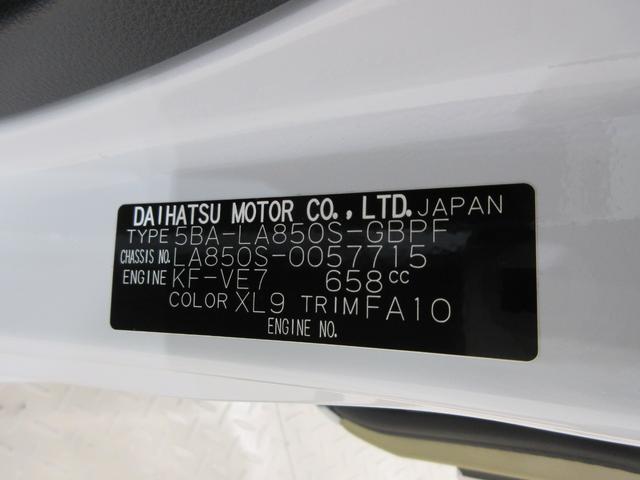 DAIHATSU MOTOR CO., LTD. JAPAN
TYPE 5BA-LA850S-GBPF
CHASSIS NO. LA850S-0057715
ENGINE KF-VE7 658cc
COLOR XL9 TRIM FA10
ENGINE NO.